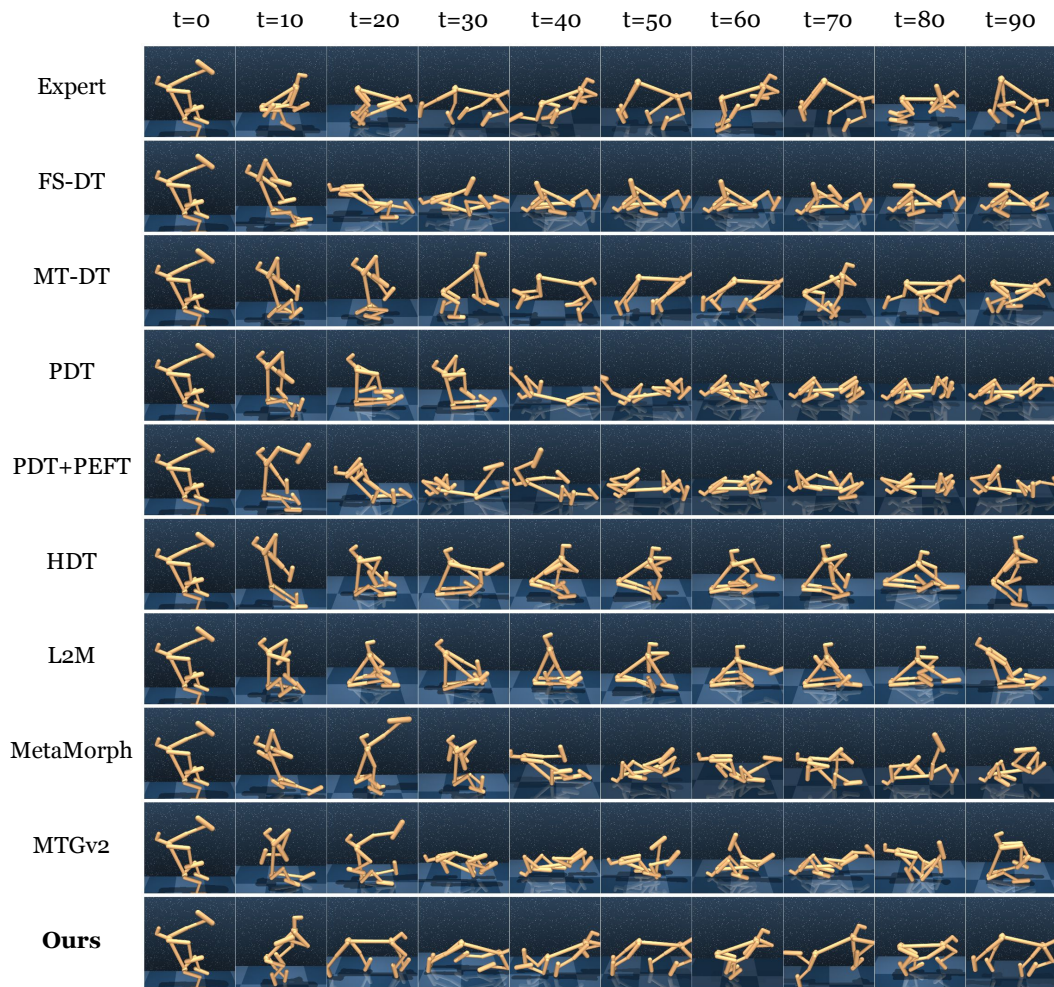 t=0 t=10 t=20 t=30 t=40 t=50 t=60 t=70 t=80 t=90
Expert
FS-DT
MT-DT
PDT
PDT+PEFT
HDT
L2M
MetaMorph
MTGv2
Ours